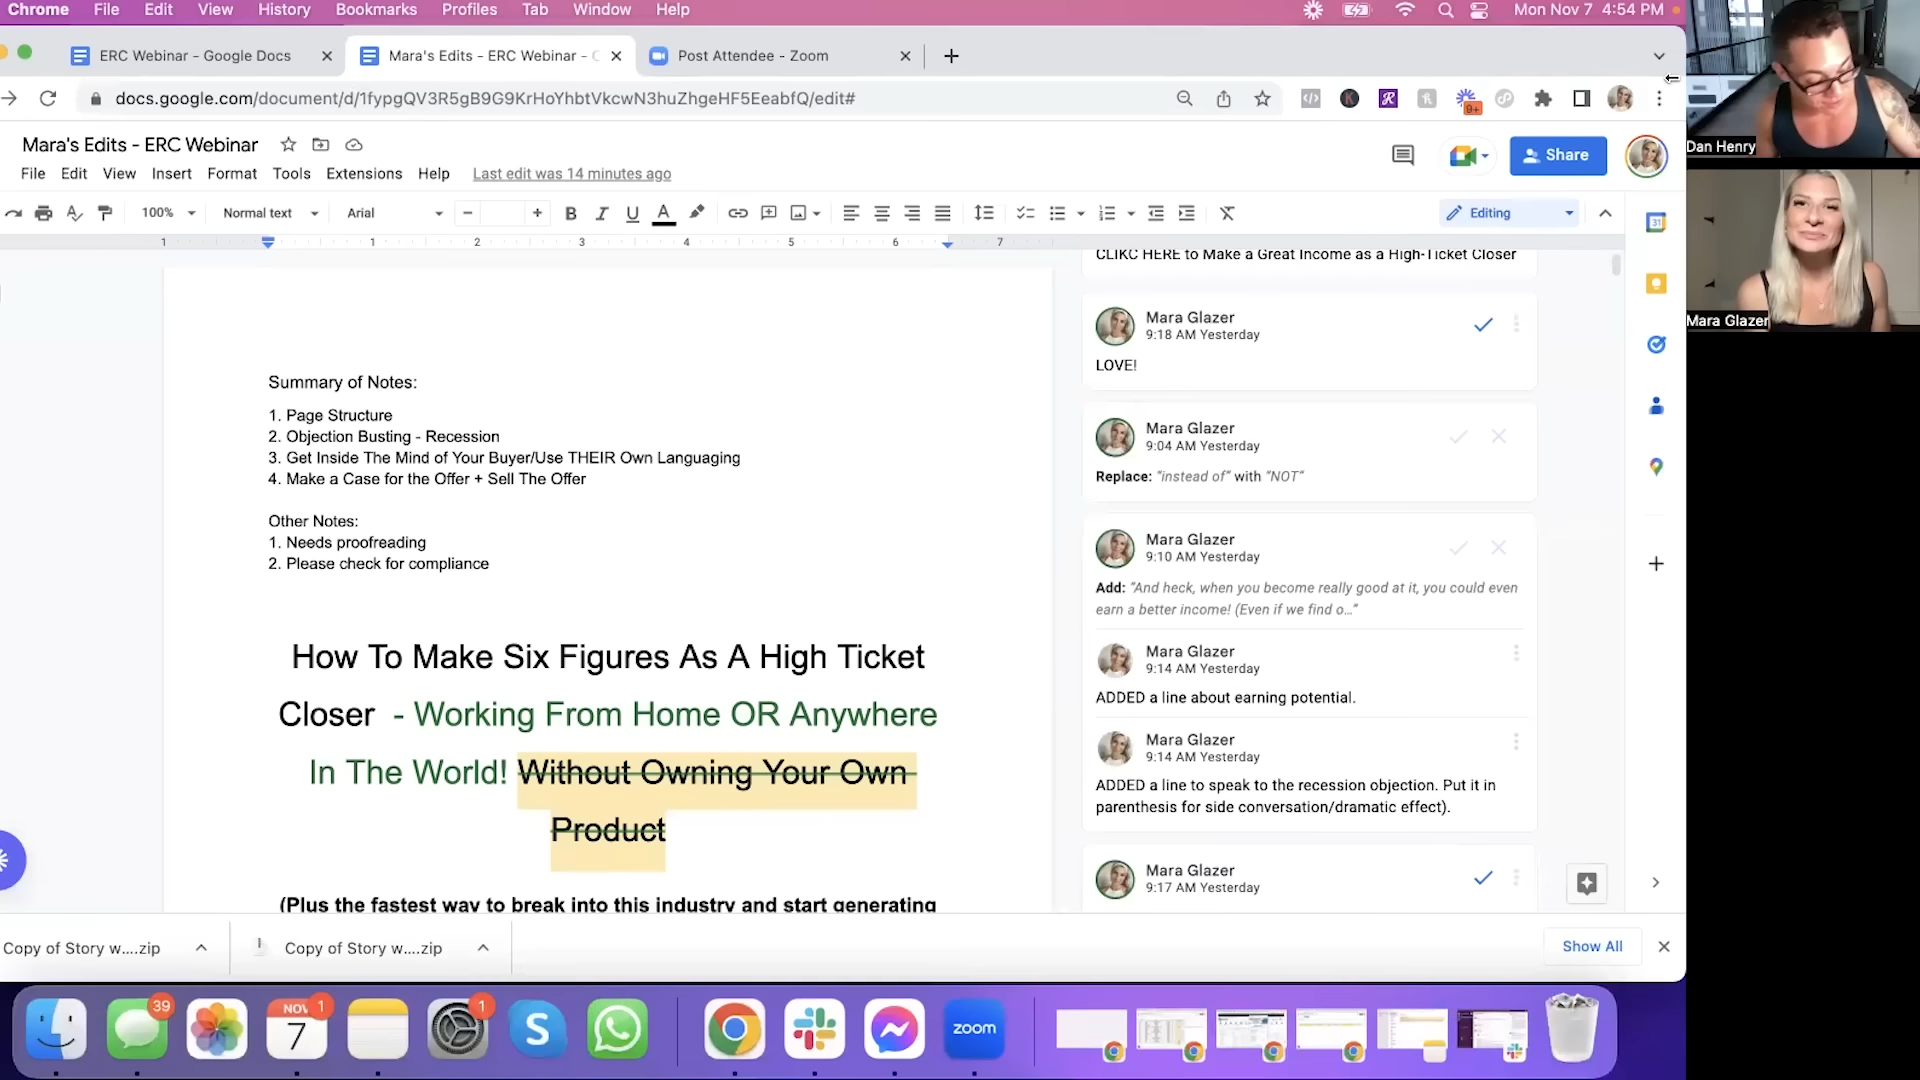 Chrome File Edit View History Bookmarks Profiles Tab Window Help Mon Nov 7 4:54 PM
ERC Webinar - Google Docs
Mara's Edits - ERC Webinar -
Post Attendee - Zoom
docs.google.com/document/d/1fypgQV3R5gB9G9KrHoYhbtVkcwN3huZhgeHF5EeabfQ/edit#
9+
Dan Henry
Mara's Edits - ERC Webinar
Share
File Edit View Insert Format Tools Extensions Help Last edit was 14 minutes ago
100% Normal text Arial Editing
1 1 2 3 4 5 6 7
Mara Glazer
Summary of Notes:
1. Page Structure
2. Objection Busting - Recession
3. Get Inside The Mind of Your Buyer/Use THEIR Own Languaging
4. Make a Case for the Offer + Sell The Offer
Other Notes:
1. Needs proofreading
2. Please check for compliance
How To Make Six Figures As A High Ticket
Closer - Working From Home OR Anywhere
In The World! Without Owning Your Own
Product
(Plus the fastest way to break into this industry and start generating
CLIKC HERE to Make a Great Income as a High-Ticket Closer
Mara Glazer
9:18 AM Yesterday
LOVE!
Mara Glazer
9:04 AM Yesterday
Replace: "instead of" with "NOT"
Mara Glazer
9:10 AM Yesterday
Add: "And heck, when you become really good at it, you could even
earn a better income! (Even if we find o..."
Mara Glazer
9:14 AM Yesterday
ADDED a line about earning potential.
Mara Glazer
9:14 AM Yesterday
ADDED a line to speak to the recession objection. Put it in
parenthesis for side conversation/dramatic effect).
Mara Glazer
9:17 AM Yesterday
Copy of Story w....zip
Copy of Story w....zip
Show All
39
NOV 1
7
1
zoom